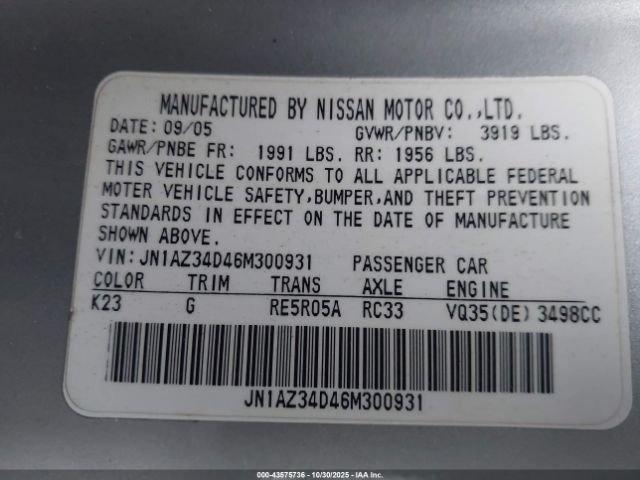 MANUFACTURED BY NISSAN MOTOR CO.,LTD.
DATE: 09/05 GVWR/PNBV: 3919 LBS.
GAWR/PNBE FR: 1991 LBS. RR: 1956 LBS.
THIS VEHICLE CONFORMS TO ALL APPLICABLE FEDERAL
MOTER VEHICLE SAFETY,BUMPER,AND THEFT PREVENTION
STANDARDS IN EFFECT ON THE DATE OF MANUFACTURE
SHOWN ABOVE.
VIN:JN1AZ34D46M300931 PASSENGER CAR
COLOR TRIM TRANS AXLE ENGINE
K23 G RE5R05A RC33 VQ35(DE) 3498CC
JN1AZ34D46M300931
000-43575736 - 10/30/2025 - IAA Inc.